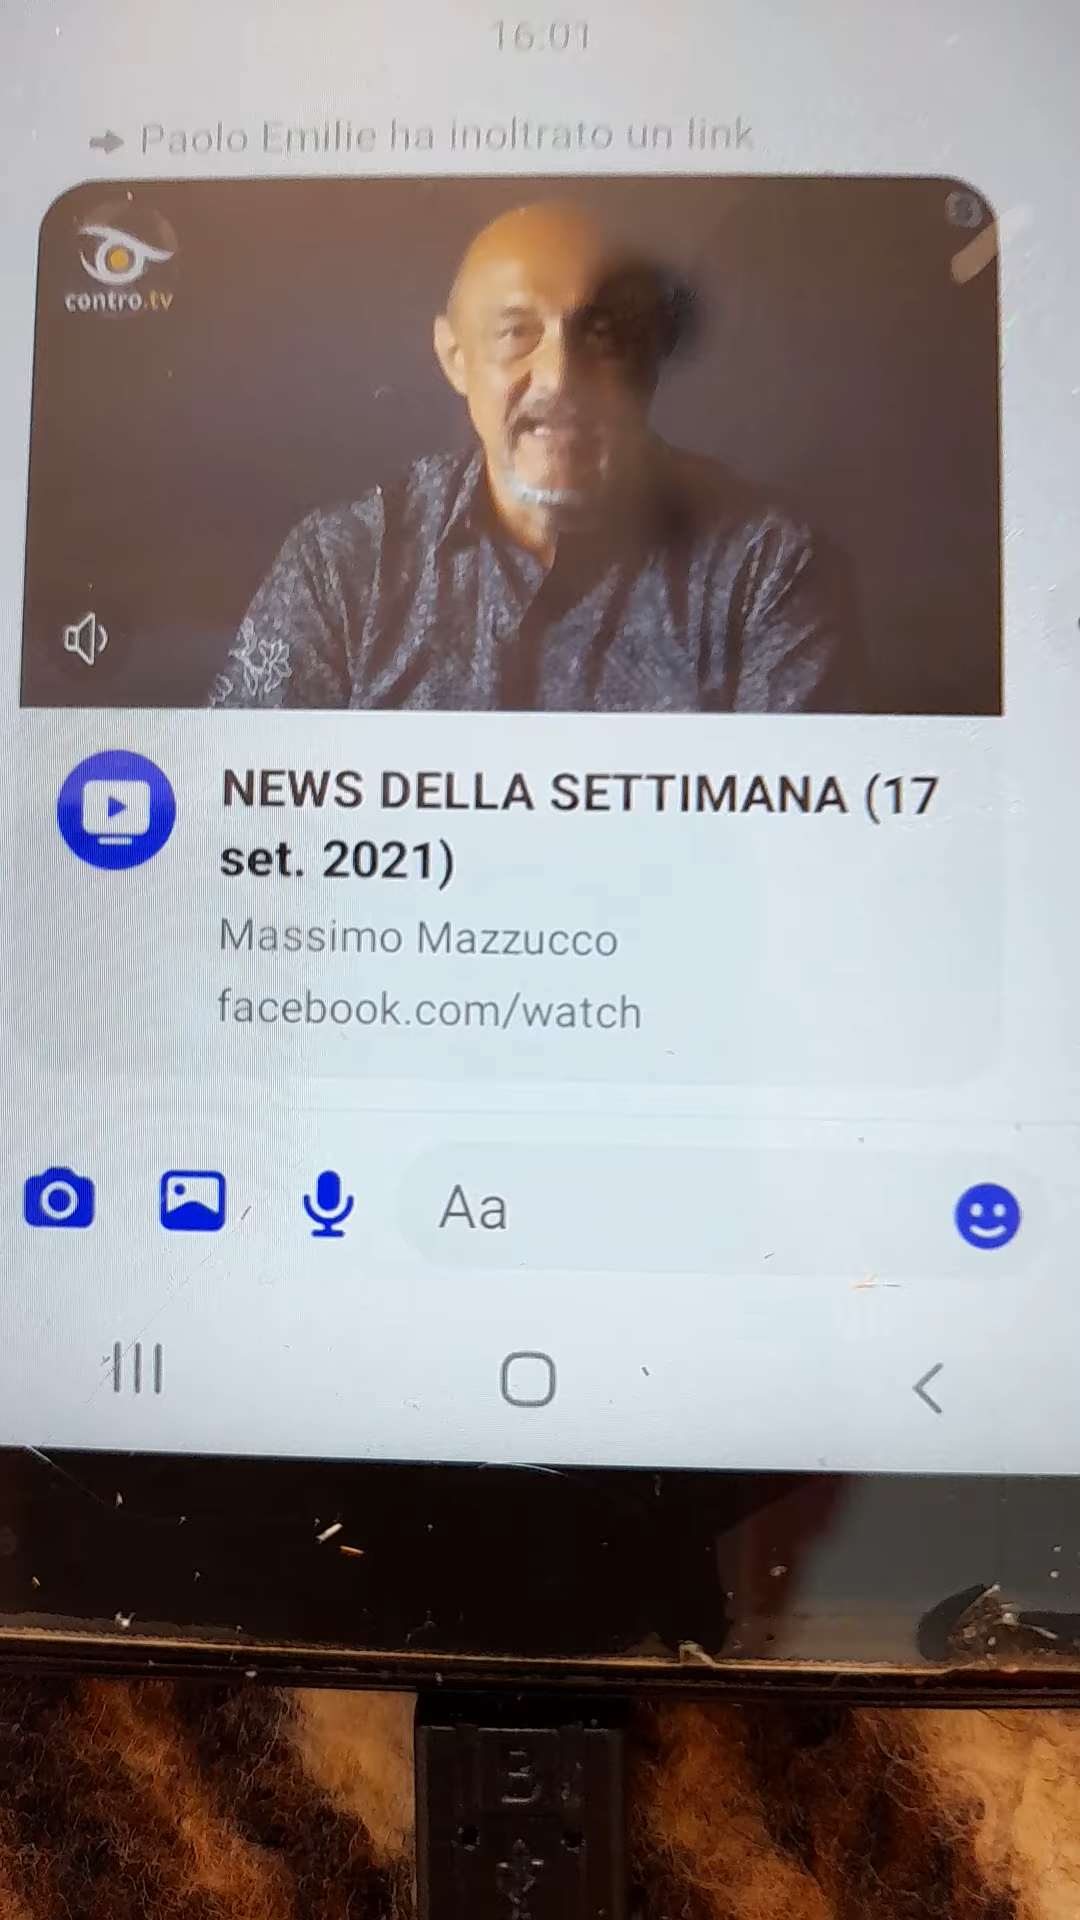 16:01
Paolo Emilie ha inoltrato un link
contro.tv
NEWS DELLA SETTIMANA (17
set. 2021)
Massimo Mazzucco
facebook.com/watch
Aa